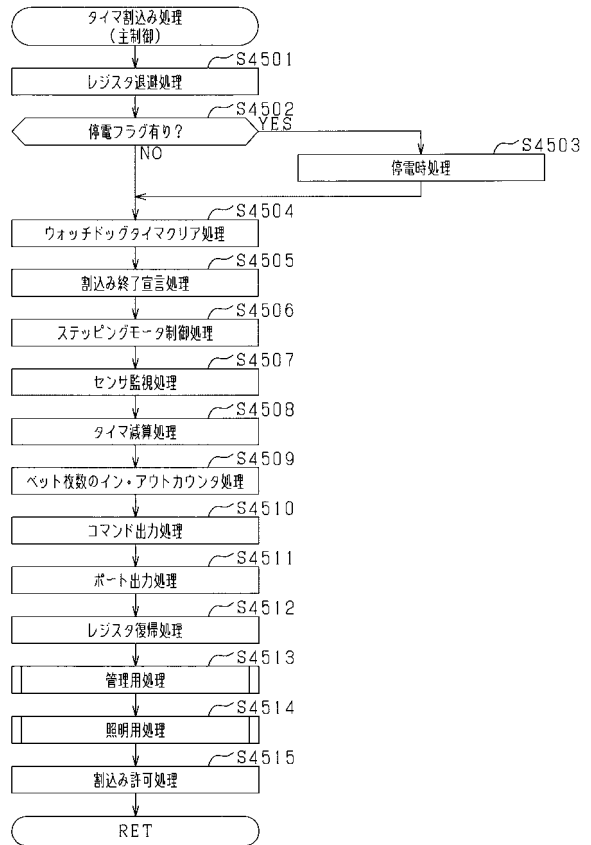 タイマ割込み処理
(主制御)
S4501
レジスタ退避処理
S4502
停電フラグ有り?
YES
NO
S4503
停電時処理
S4504
ウォッチドッグタイマクリア処理
S4505
割込み終了宣言処理
S4506
ステッピングモータ制御処理
S4507
センサ監視処理
S4508
タイマ減算処理
S4509
ベット枚数のイン・アウトカウンタ処理
S4510
コマンド出力処理
S4511
ポート出力処理
S4512
レジスタ復帰処理
S4513
管理用処理
S4514
照明用処理
S4515
割込み許可処理
RET